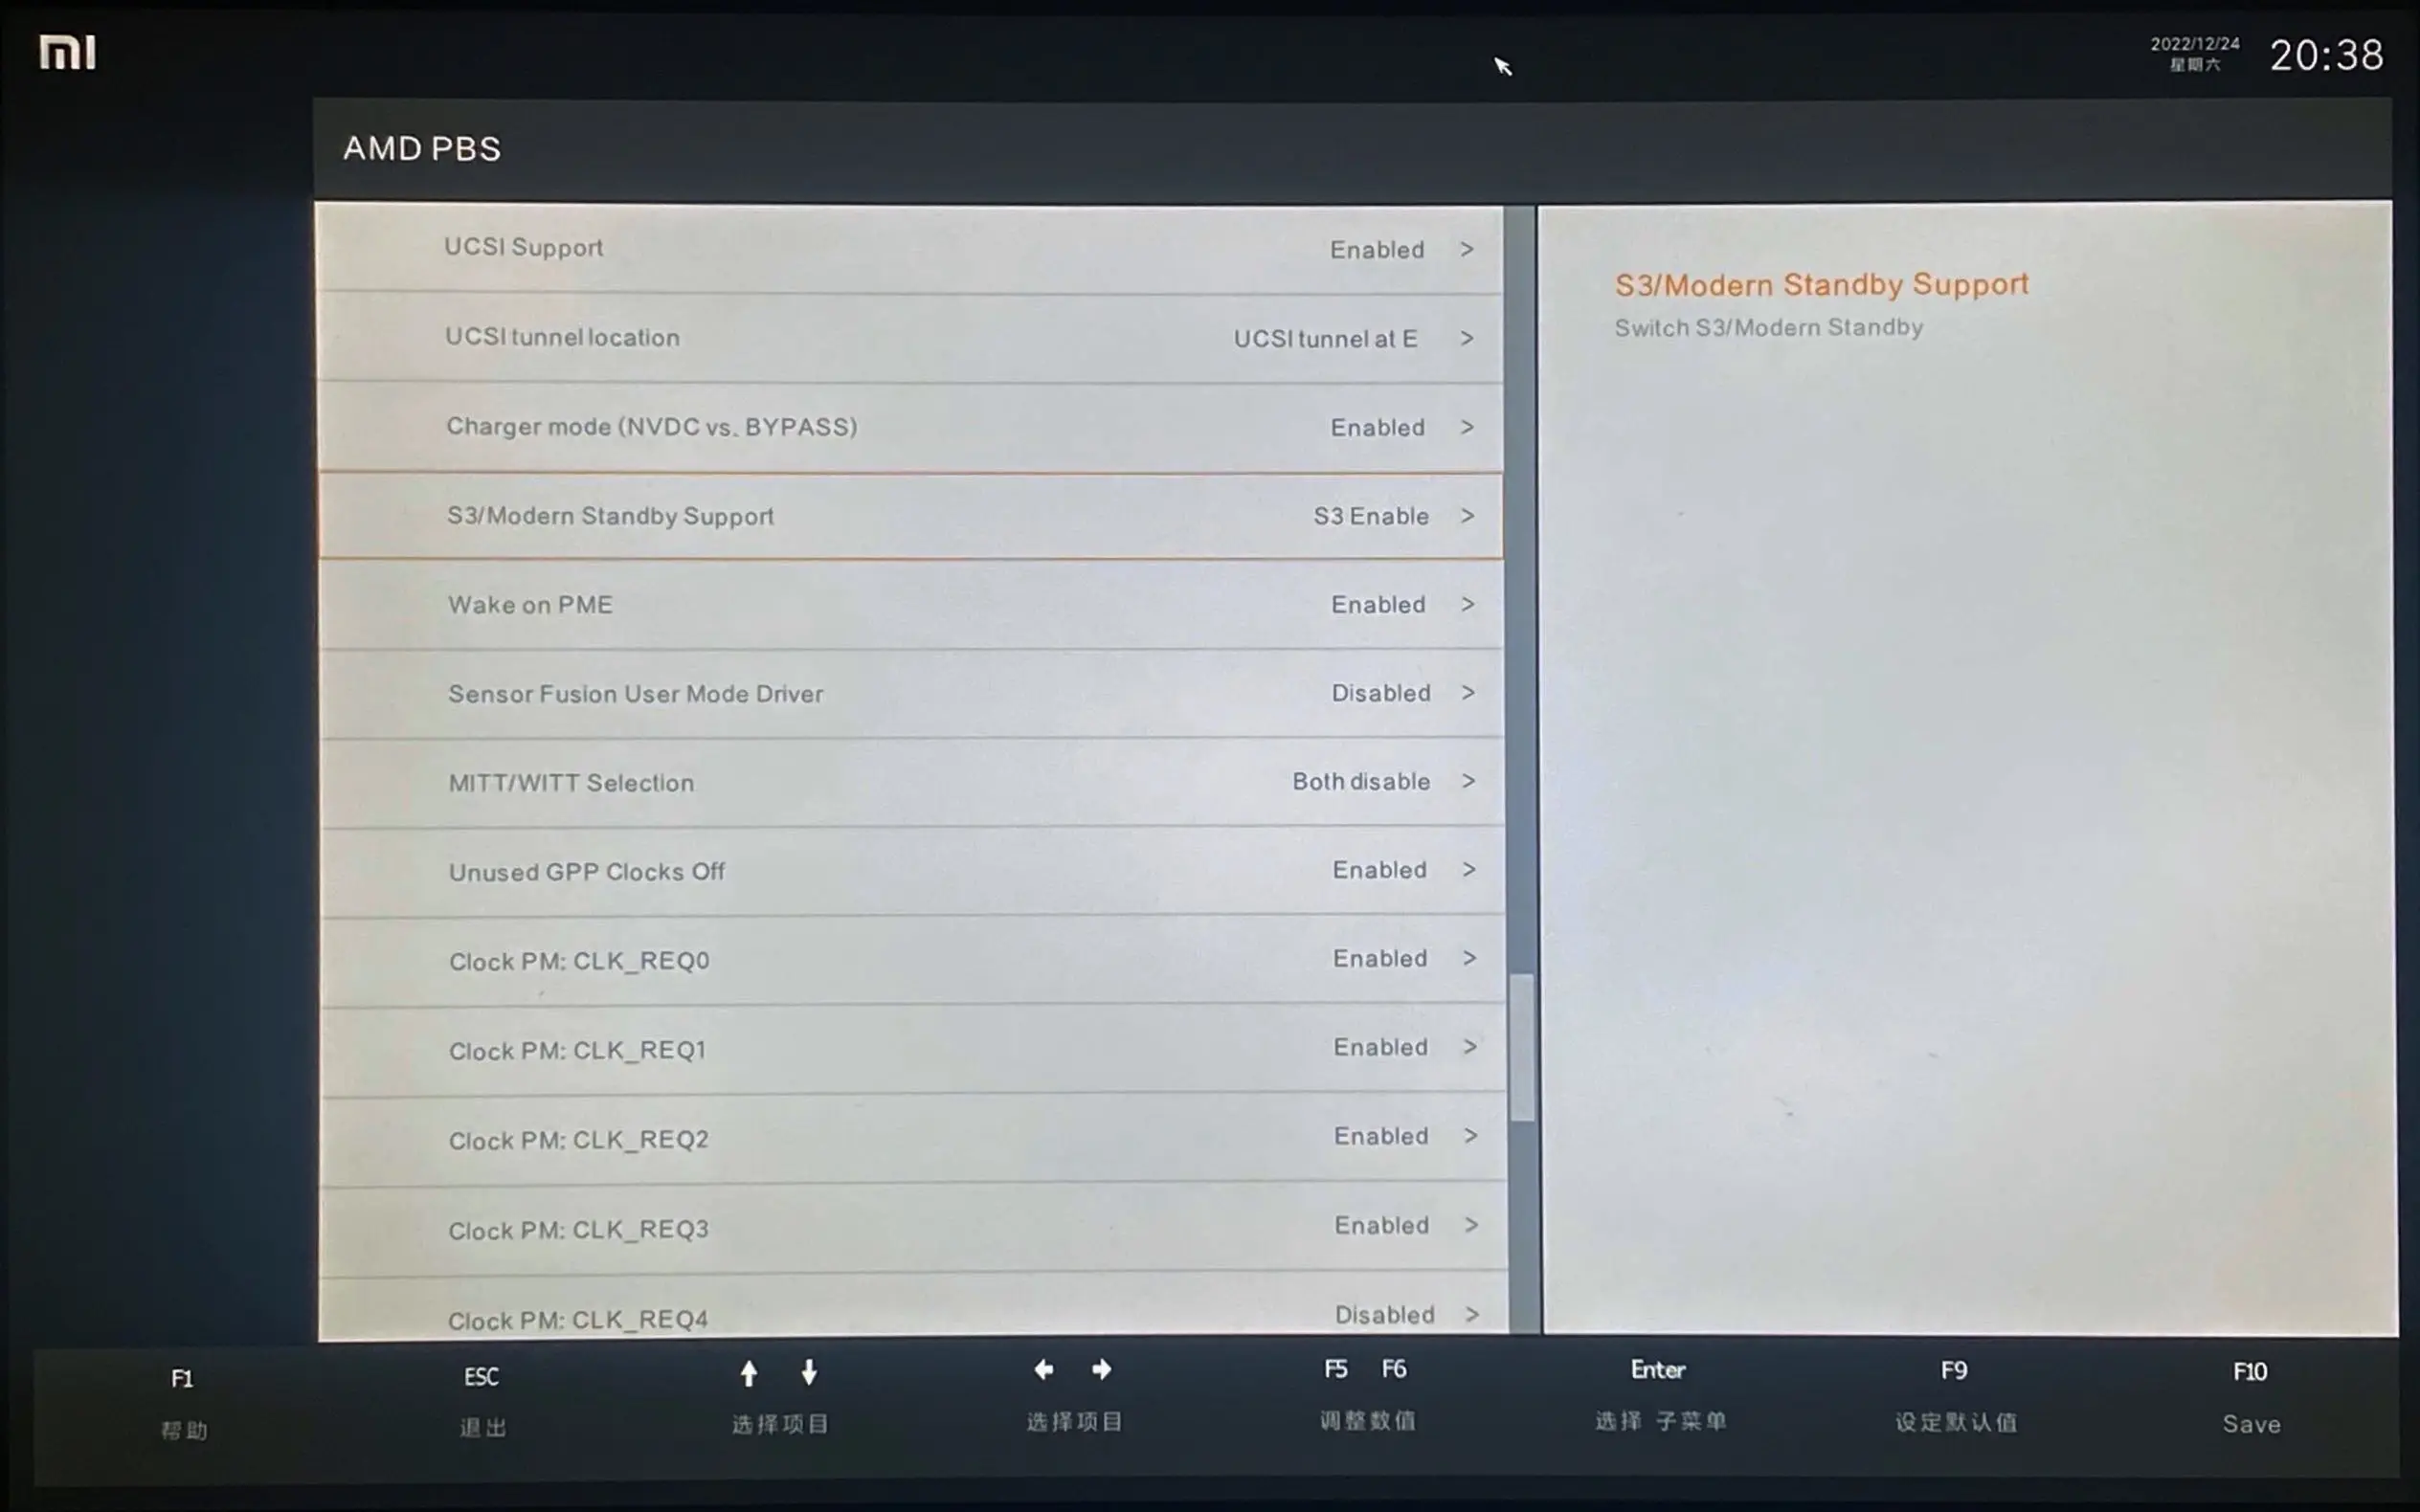 mi
2022/12/24
星期六
20:38
AMD PBS
UCSI Support Enabled >
UCSI tunnel location UCSI tunnel at E >
Charger mode (NVDC vs. BYPASS) Enabled >
S3/Modern Standby Support S3 Enable >
Wake on PME Enabled >
Sensor Fusion User Mode Driver Disabled >
MITT/WITT Selection Both disable >
Unused GPP Clocks Off Enabled >
Clock PM: CLK_REQ0 Enabled >
Clock PM: CLK_REQ1 Enabled >
Clock PM: CLK_REQ2 Enabled >
Clock PM: CLK_REQ3 Enabled >
Clock PM: CLK_REQ4 Disabled >
S3/Modern Standby Support
Switch S3/Modern Standby
F1 ESC ↑ ↓ ← → F5 F6 Enter F9 F10
帮助 退出 选择项目 选择项目 调整数值 选择 子菜单 设定默认值 Save